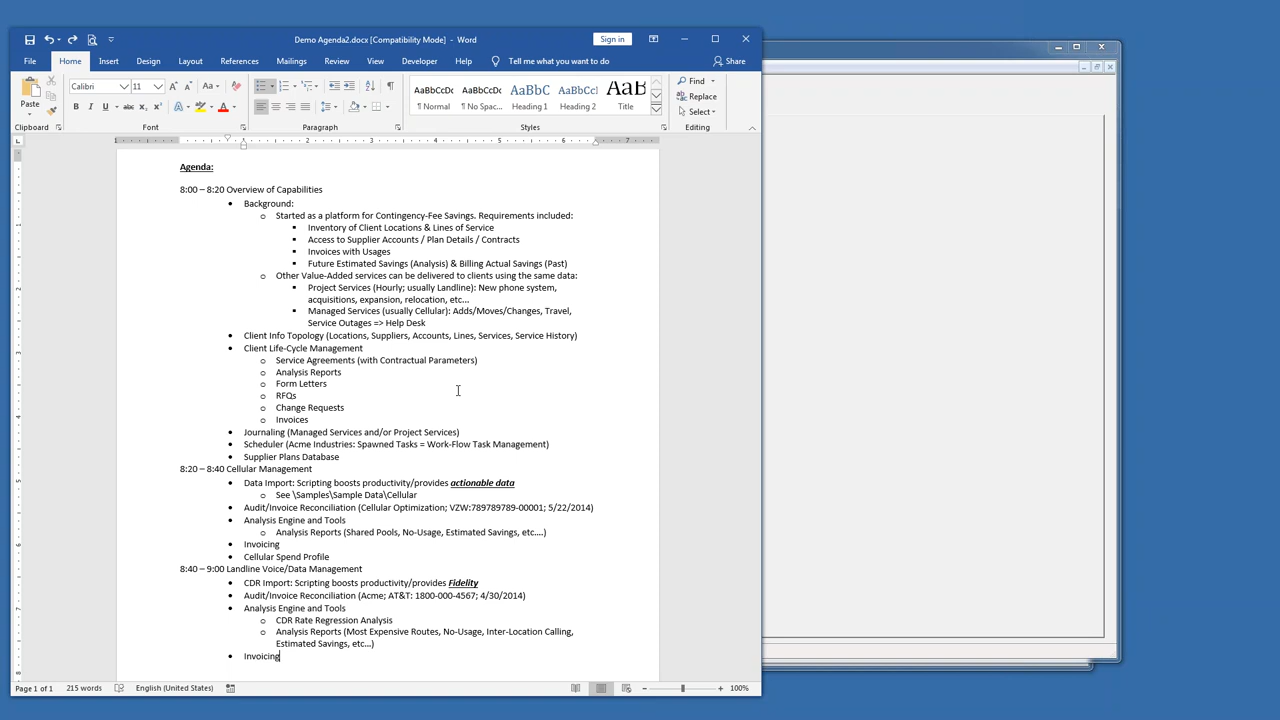 Demo Agenda2.docx [Compatibility Mode] - Word
Sign in
File Home Insert Design Layout References Mailings Review View Developer Help Tell me what you want to do Share
Paste
Calibri 11
AaBbCcDc AaBbCcDc AaBbC AaBbCcl AaB
¶ Normal ¶ No Spac... Heading 1 Heading 2 Title
Find
Replace
Select
Clipboard Font Paragraph Styles Editing
Agenda:
8:00 – 8:20 Overview of Capabilities
• Background:
o Started as a platform for Contingency-Fee Savings. Requirements included:
▪ Inventory of Client Locations & Lines of Service
▪ Access to Supplier Accounts / Plan Details / Contracts
▪ Invoices with Usages
▪ Future Estimated Savings (Analysis) & Billing Actual Savings (Past)
o Other Value-Added services can be delivered to clients using the same data:
▪ Project Services (Hourly; usually Landline): New phone system,
acquisitions, expansion, relocation, etc...
▪ Managed Services (usually Cellular): Adds/Moves/Changes, Travel,
Service Outages => Help Desk
• Client Info Topology (Locations, Suppliers, Accounts, Lines, Services, Service History)
• Client Life-Cycle Management
o Service Agreements (with Contractual Parameters)
o Analysis Reports
o Form Letters
o RFQs
o Change Requests
o Invoices
• Journaling (Managed Services and/or Project Services)
• Scheduler (Acme Industries: Spawned Tasks = Work-Flow Task Management)
• Supplier Plans Database
8:20 – 8:40 Cellular Management
• Data Import: Scripting boosts productivity/provides actionable data
o See \Samples\Sample Data\Cellular
• Audit/Invoice Reconciliation (Cellular Optimization; VZW:789789789-00001; 5/22/2014)
• Analysis Engine and Tools
o Analysis Reports (Shared Pools, No-Usage, Estimated Savings, etc....)
• Invoicing
• Cellular Spend Profile
8:40 – 9:00 Landline Voice/Data Management
• CDR Import: Scripting boosts productivity/provides Fidelity
• Audit/Invoice Reconciliation (Acme; AT&T: 1800-000-4567; 4/30/2014)
• Analysis Engine and Tools
o CDR Rate Regression Analysis
o Analysis Reports (Most Expensive Routes, No-Usage, Inter-Location Calling,
Estimated Savings, etc...)
• Invoicing
Page 1 of 1 215 words English (United States) 100%